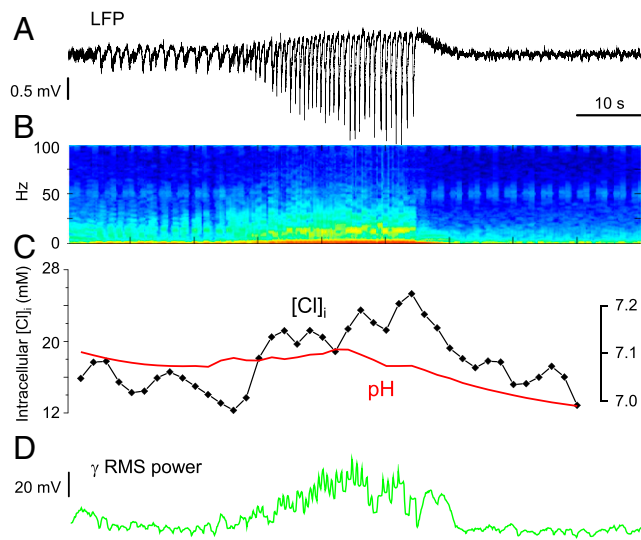 A
LFP
0.5 mV
10 s
B
100
Hz
50
0
C
28
Intracellular [Cl]i (mM)
20
12
[Cl]i
pH
7.2
7.1
7.0
D
γ RMS power
20 mV